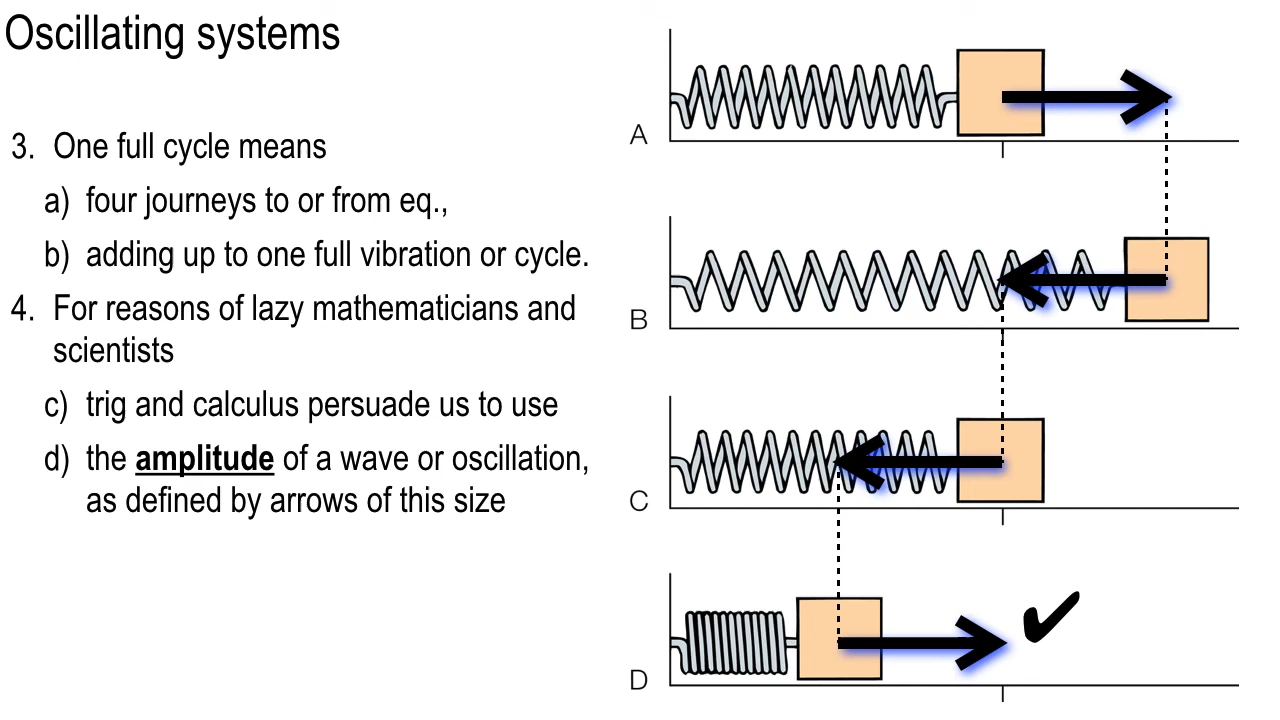 Oscillating systems
3. One full cycle means
a) four journeys to or from eq.,
b) adding up to one full vibration or cycle.
4. For reasons of lazy mathematicians and
scientists
c) trig and calculus persuade us to use
d) the amplitude of a wave or oscillation,
as defined by arrows of this size
A
B
C
D